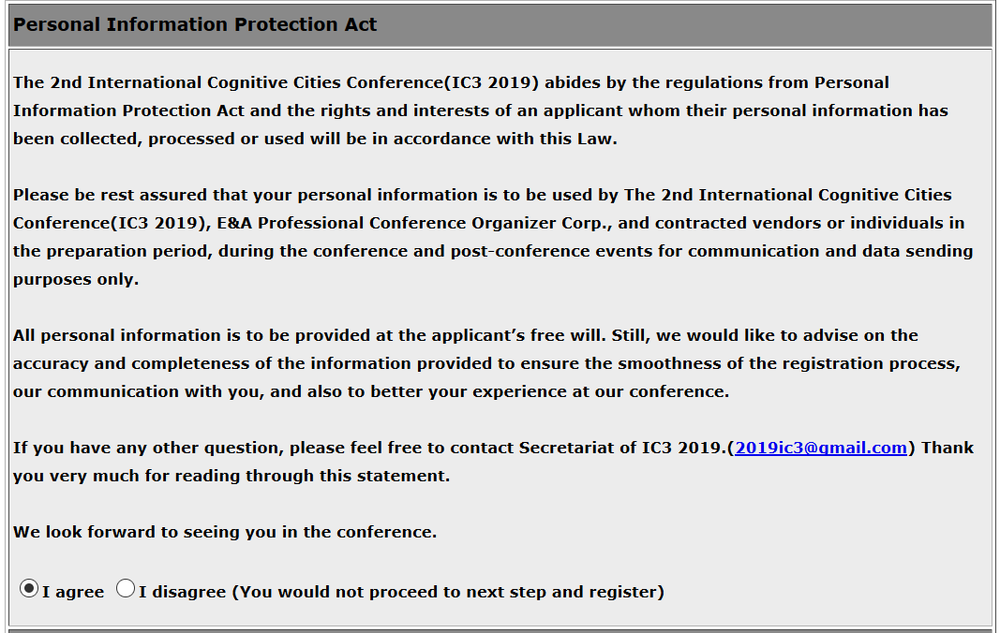 Personal Information Protection Act
The 2nd International Cognitive Cities Conference(IC3 2019) abides by the regulations from Personal
Information Protection Act and the rights and interests of an applicant whom their personal information has
been collected, processed or used will be in accordance with this Law.
Please be rest assured that your personal information is to be used by The 2nd International Cognitive Cities
Conference(IC3 2019), E&A Professional Conference Organizer Corp., and contracted vendors or individuals in
the preparation period, during the conference and post-conference events for communication and data sending
purposes only.
All personal information is to be provided at the applicant’s free will. Still, we would like to advise on the
accuracy and completeness of the information provided to ensure the smoothness of the registration process,
our communication with you, and also to better your experience at our conference.
If you have any other question, please feel free to contact Secretariat of IC3 2019.(2019ic3@gmail.com) Thank
you very much for reading through this statement.
We look forward to seeing you in the conference.
I agree I disagree (You would not proceed to next step and register)